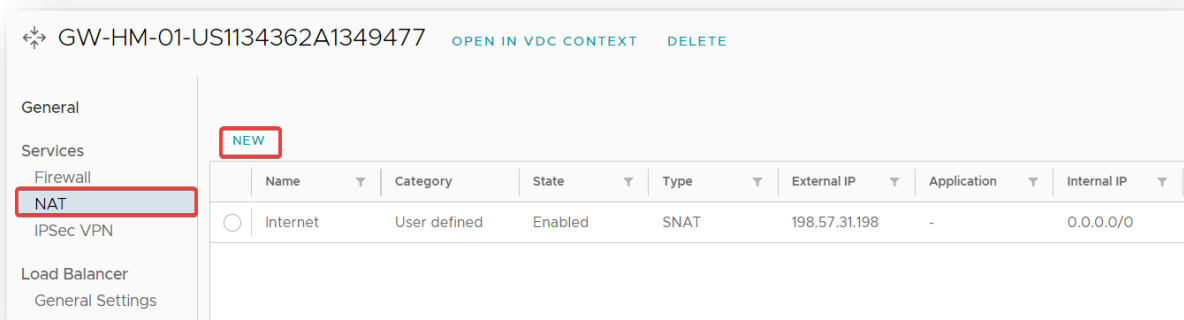 GW-HM-01-US1134362A1349477 OPEN IN VDC CONTEXT DELETE
General
Services
Firewall
NAT
IPSec VPN
Load Balancer
General Settings
NEW
Name Category State Type External IP Application Internal IP
Internet User defined Enabled SNAT 198.57.31.198 - 0.0.0.0/0